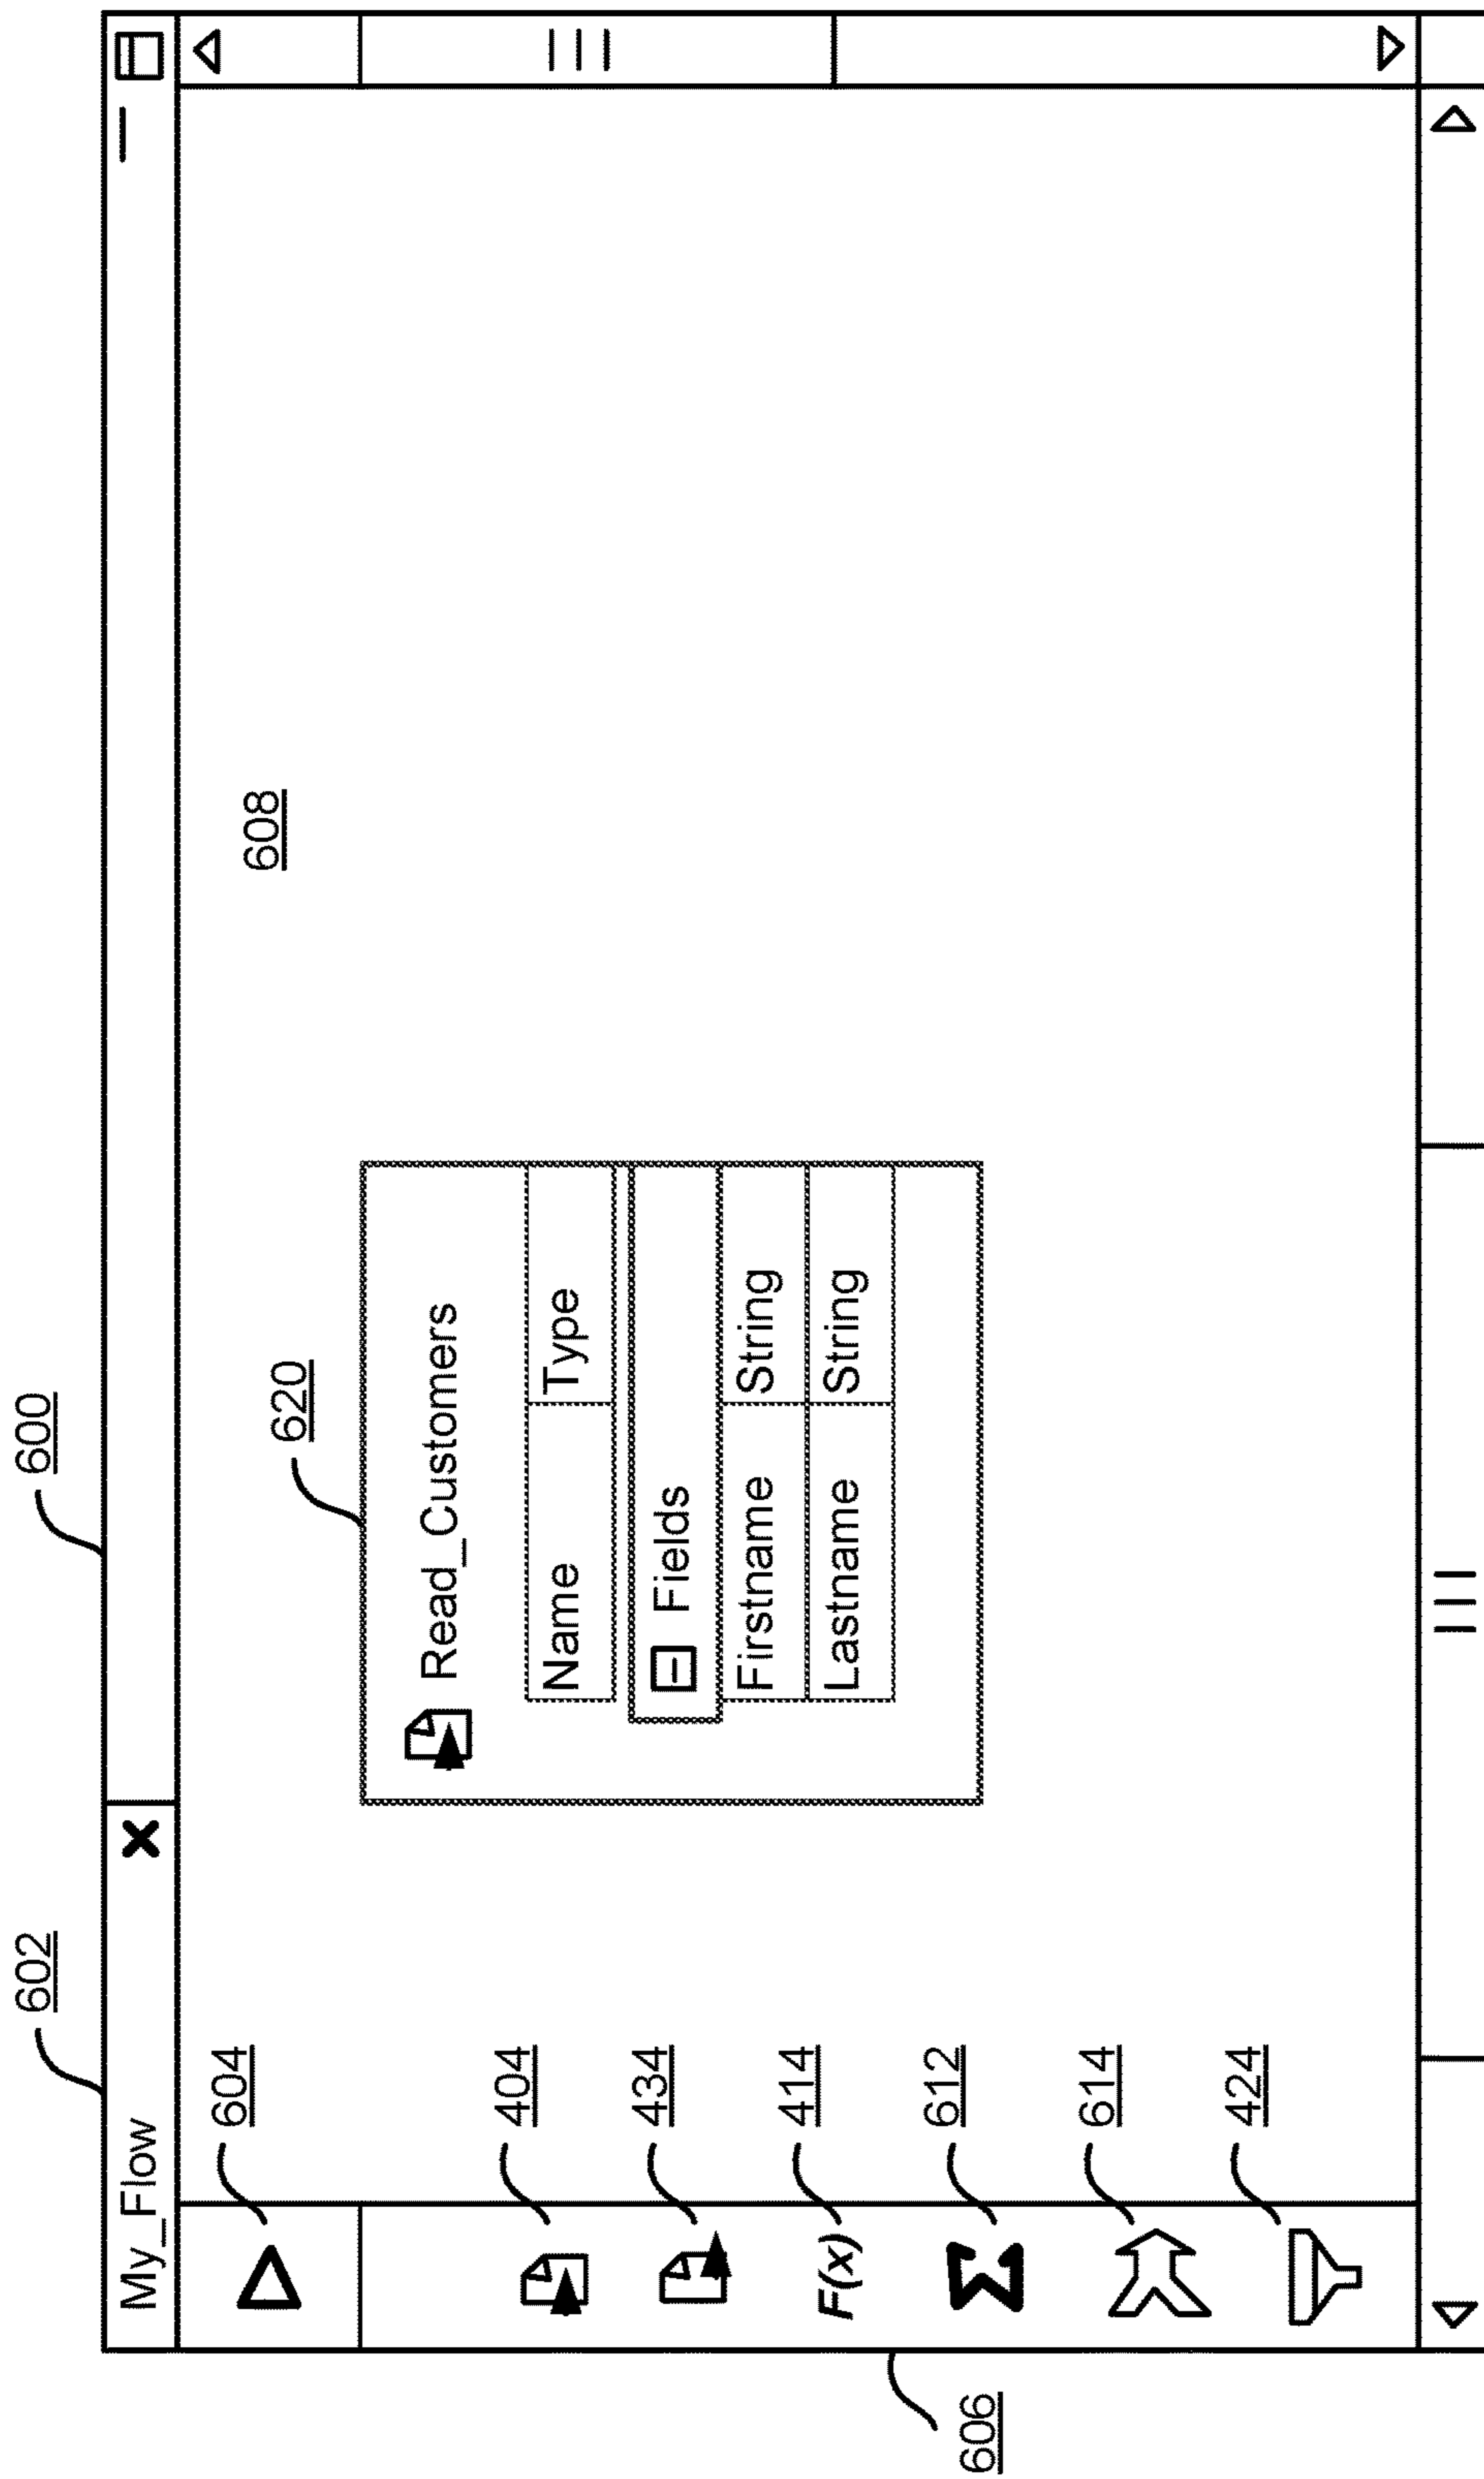 600
602
My_Flow
604
608
620
Read_Customers
Name Type
Fields
Firstname String
Lastname String
404
434
414
F(x)
612
614
424
606